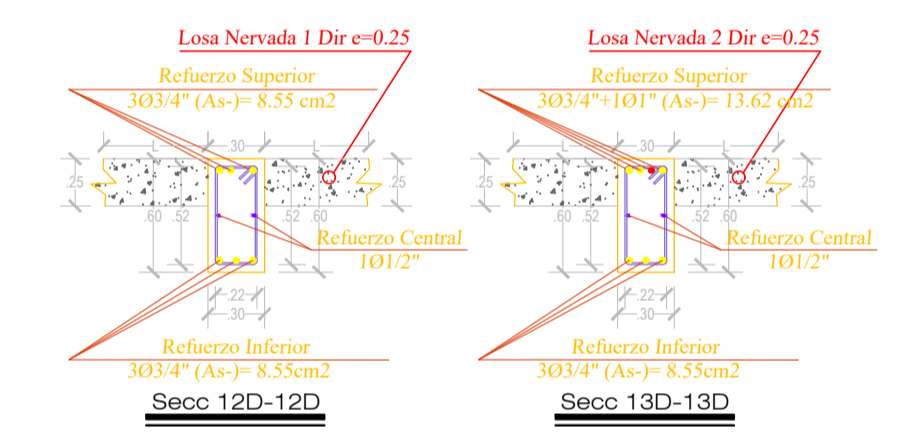 Losa Nervada 1 Dir e=0.25
Refuerzo Superior
3Ø3/4" (As-)= 8.55 cm2
L
.30
L
.25
.25
.60 .52
.52 .60
Refuerzo Central
1Ø1/2"
.22
.30
Refuerzo Inferior
3Ø3/4" (As-)= 8.55cm2
Secc 12D-12D
Losa Nervada 2 Dir e=0.25
Refuerzo Superior
3Ø3/4"+1Ø1" (As-)= 13.62 cm2
L
.30
L
.25
.25
.60 .52
.52 .60
Refuerzo Central
1Ø1/2"
.22
.30
Refuerzo Inferior
3Ø3/4" (As-)= 8.55cm2
Secc 13D-13D